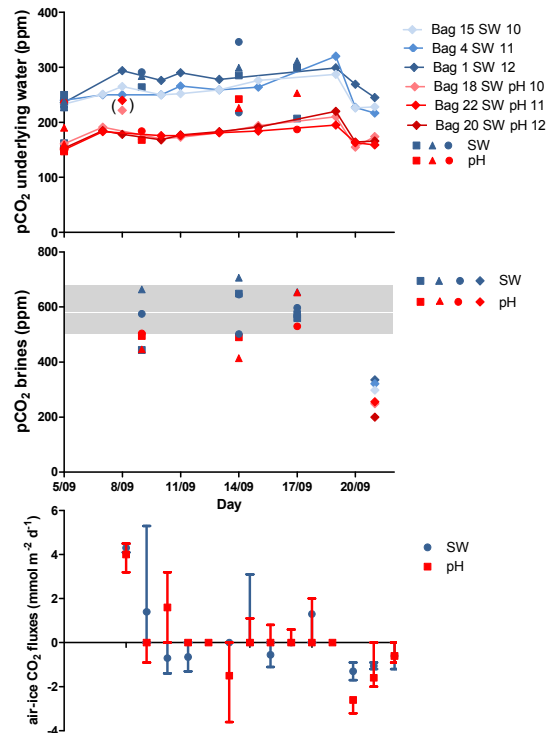 400
300
200
100
0
pCO2 underlying water (ppm)
( )
Bag 15 SW 10
Bag 4 SW 11
Bag 1 SW 12
Bag 18 SW pH 10
Bag 22 SW pH 11
Bag 20 SW pH 12
SW
pH
800
600
400
200
0
pCO2 brines (ppm)
5/09 8/09 11/09 14/09 17/09 20/09
Day
SW
pH
6
4
2
0
-2
-4
air-ice CO2 fluxes (mmol m-2 d-1)
SW
pH